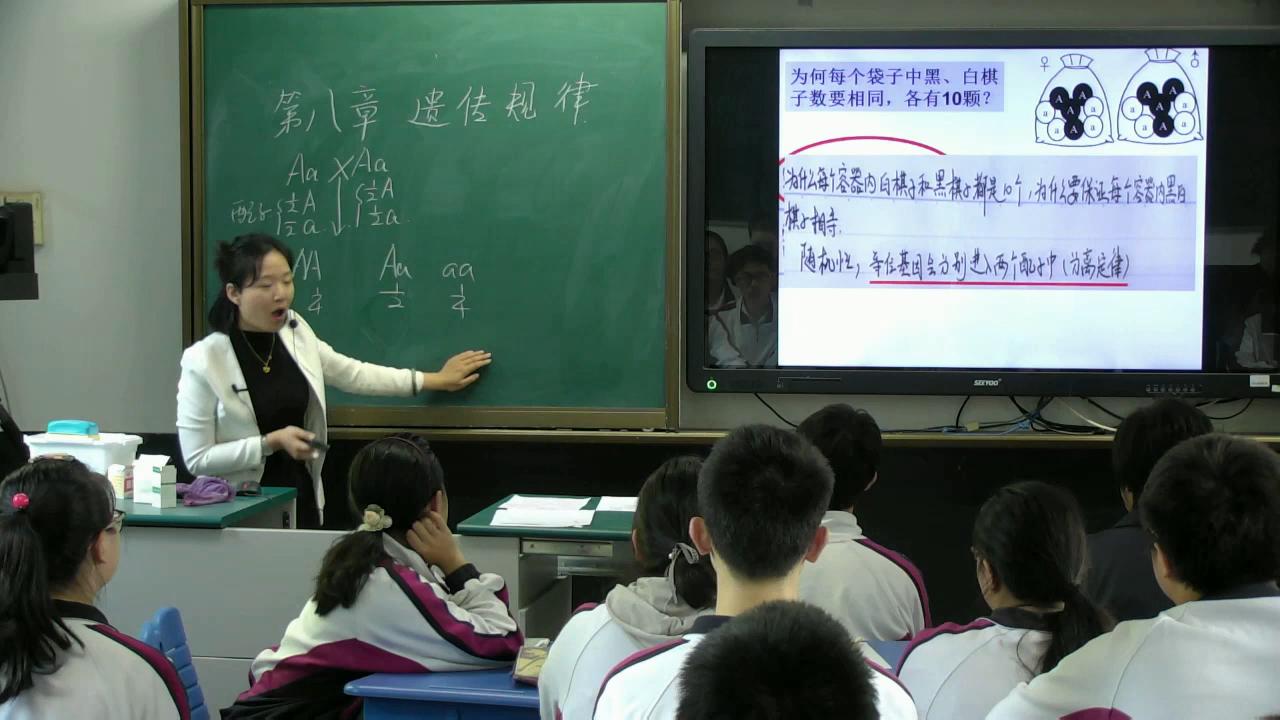 第八章 遗传规律
Aa × Aa
配子 1/2A 1/2A
1/2a 1/2a
AA Aa aa
1/4 1/2 1/4
为何每个袋子中黑、白棋
子数要相同，各有10颗？
♀ ♂
A A A A
a A a a A a
a A a a A a
为什么每个容器内白棋子和黑棋子都是10个，为什么要保证每个容器内黑白
棋子相等.
随机性，等位基因会分别进入两个配子中(分离定律)
SEEWO